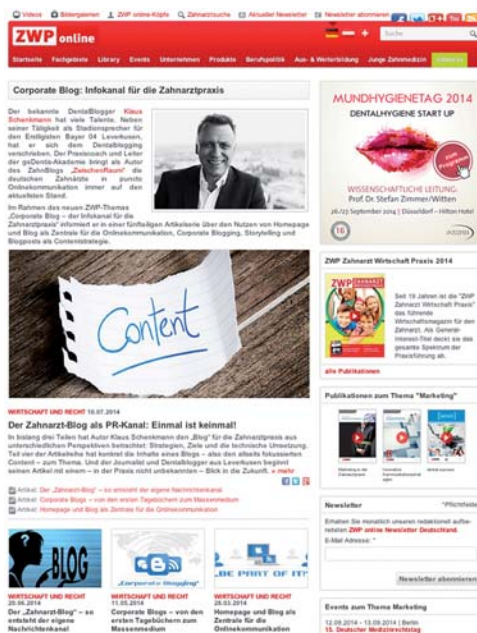 Videos Bildergalerien ZWP online-Köpfe Zahnarztsuche Aktueller Newsletter Newsletter abonnieren
ZWP online
Suche
Startseite Fachgebiete Library Events Unternehmen Produkte Berufspolitik Aus- & Weiterbildung Junge Zahnmedizin
Corporate Blog: Infokanal für die Zahnarztpraxis
Der bekannte DentalBlogger Klaus
Schenkmann hat viele Talente. Neben
seiner Tätigkeit als Stadionsprecher für
den Erstligisten Bayer 04 Leverkusen,
hat er sich dem Dentalblogging
verschrieben. Der Praxiscoach und Leiter
der goDentis-Akademie bringt als Autor
des ZahnBlogs „ZwischenRaum" die
deutschen Zahnärzte in puncto
Onlinekommunikation immer auf den
aktuellsten Stand.
Im Rahmen des neuen ZWP-Themas
„Corporate Blog – der Infokanal für die
Zahnarztpraxis" informiert er in einer fünfteiligen Artikelserie über den Nutzen von Homepage
und Blog als Zentrale für die Onlinekommunikation, Corporate Blogging, Storytelling und
Blogposts als Contentstrategie.
Content
WIRTSCHAFT UND RECHT 10.07.2014
Der Zahnarzt-Blog als PR-Kanal: Einmal ist keinmal!
In bislang drei Teilen hat Autor Klaus Schenkmann den „Blog" für die Zahnarztpraxis aus
unterschiedlichen Perspektiven betrachtet: Strategien, Ziele und die technische Umsetzung.
Teil vier der Artikelreihe hat konkret die Inhalte eines Blogs – also den allseits fokussierten
Content – zum Thema. Und der Journalist und Dentalblogger aus Leverkusen beginnt
seinen Artikel mit einem – in der Praxis nicht unbekannten – Blick in die Zukunft. » mehr
Artikel: Der „Zahnarzt-Blog" – so entsteht der eigene Nachrichtenkanal
Artikel: Corporate Blogs – von den ersten Tagebüchern zum Massenmedium
Artikel: Homepage und Blog als Zentrale für die Onlinekommunikation
BLOG
„Corporate Blogging"
BE PART OF IT!
WIRTSCHAFT UND RECHT
20.06.2014
Der „Zahnarzt-Blog" – so
entsteht der eigene
Nachrichtenkanal
WIRTSCHAFT UND RECHT
11.05.2014
Corporate Blogs – von den
ersten Tagebüchern zum
Massenmedium
WIRTSCHAFT UND RECHT
26.03.2014
Homepage und Blog als
Zentrale für die
Onlinekommunikation
MUNDHYGIENETAG 2014
DENTALHYGIENE START UP
zum
Programm
WISSENSCHAFTLICHE LEITUNG:
Prof. Dr. Stefan Zimmer/Witten
26./27. September 2014 | Düsseldorf – Hilton Hotel
16
ZWP Zahnarzt Wirtschaft Praxis 2014
ZWP
Seit 19 Jahren ist die "ZWP
Zahnarzt Wirtschaft Praxis"
das führende
Wirtschaftsmagazin für den
Zahnarzt. Als General-
Interest-Titel deckt sie das
gesamte Spektrum der
Praxisführung ab.
alle Publikationen
Publikationen zum Thema "Marketing"
Newsletter *Pflichtfelder
Erhalten Sie monatlich unseren redaktionell aufbe-
reiteten ZWP online Newsletter Deutschland.
E-Mail Adresse: *
Newsletter abonnieren
Events zum Thema Marketing
12.09.2014 - 13.09.2014 | Berlin
15. Deutscher Medizinrechtstag